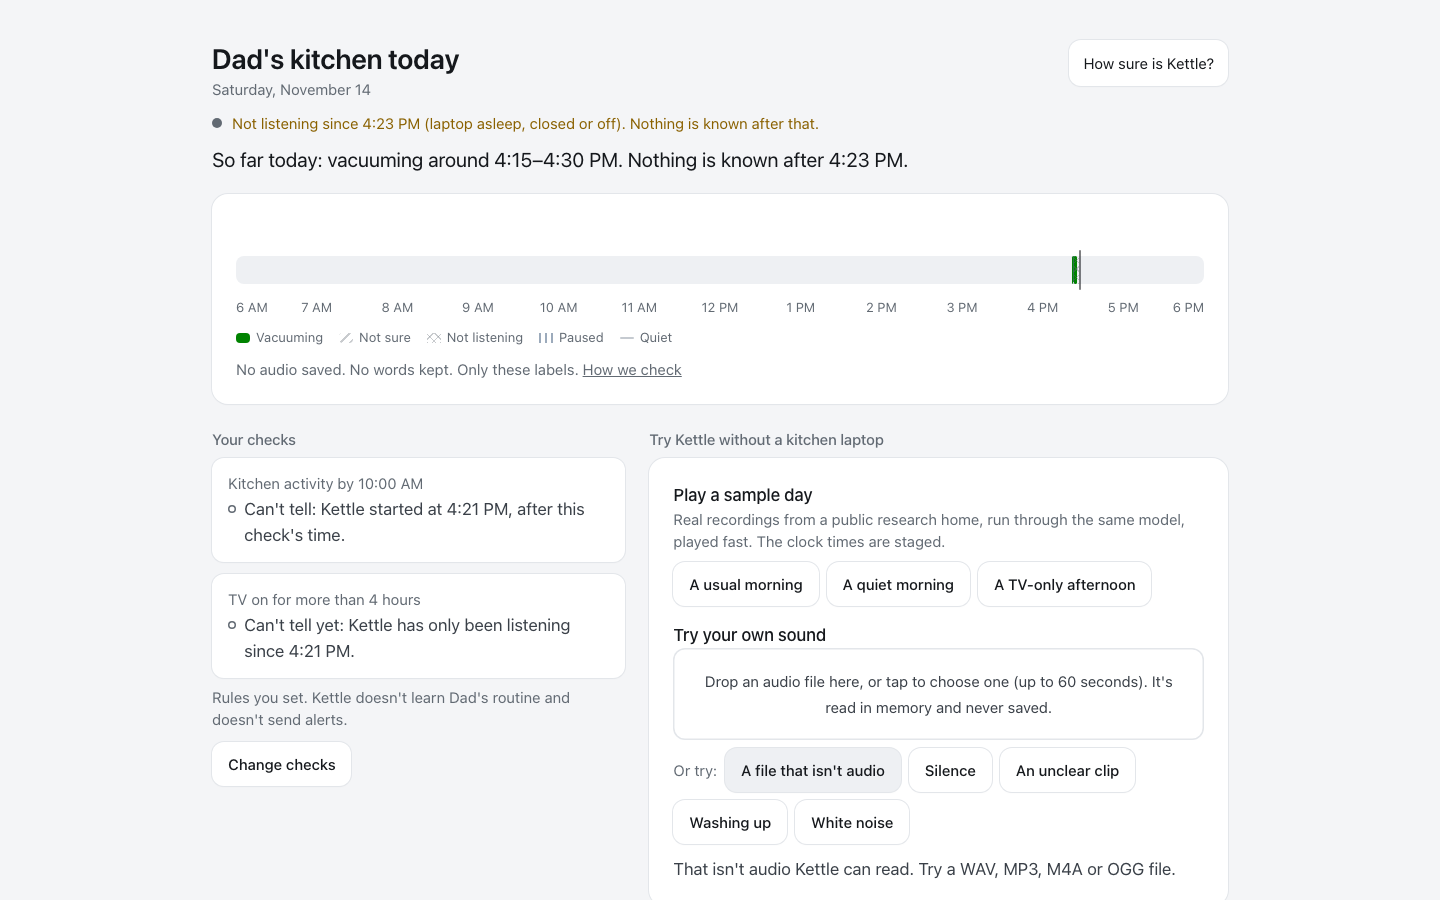 Dad's kitchen today
How sure is Kettle?
Saturday, November 14
Not listening since 4:23 PM (laptop asleep, closed or off). Nothing is known after that.
So far today: vacuuming around 4:15–4:30 PM. Nothing is known after 4:23 PM.
6 AM 7 AM 8 AM 9 AM 10 AM 11 AM 12 PM 1 PM 2 PM 3 PM 4 PM 5 PM 6 PM
Vacuuming Not sure Not listening Paused Quiet
No audio saved. No words kept. Only these labels. How we check
Your checks
Kitchen activity by 10:00 AM
Can't tell: Kettle started at 4:21 PM, after this
check's time.
TV on for more than 4 hours
Can't tell yet: Kettle has only been listening
since 4:21 PM.
Rules you set. Kettle doesn't learn Dad's routine and
doesn't send alerts.
Change checks
Try Kettle without a kitchen laptop
Play a sample day
Real recordings from a public research home, run through the same model,
played fast. The clock times are staged.
A usual morning A quiet morning A TV-only afternoon
Try your own sound
Drop an audio file here, or tap to choose one (up to 60 seconds). It's
read in memory and never saved.
Or try: A file that isn't audio Silence An unclear clip
Washing up White noise
That isn't audio Kettle can read. Try a WAV, MP3, M4A or OGG file.